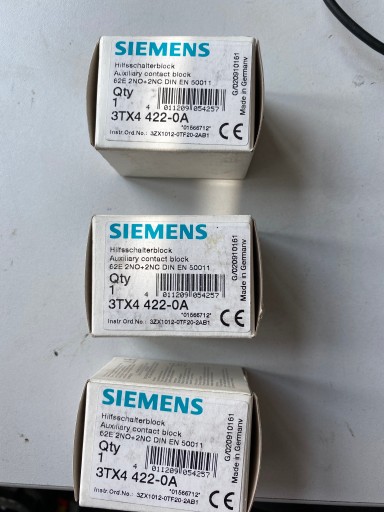 SIEMENS
Hilfsschalterblock
Auxiliary contact block
62E 2NO+2NC DIN EN 50011
Qty
1
4 011209 054257
3TX4 422-0A
*01566712*
Instr.Ord.No.: 3ZX1012-0TF20-2AB1
CE
G/020910161
Made in Germany
SIEMENS
Hilfsschalterblock
Auxiliary contact block
62E 2NO+2NC DIN EN 50011
Qty
1
4 011209 054257
3TX4 422-0A
*01566712*
Instr.Ord.No.: 3ZX1012-0TF20-2AB1
CE
G/020910161
Made in Germany
SIEMENS
Hilfsschalterblock
Auxiliary contact block
62E 2NO+2NC DIN EN 50011
Qty
1
4 011209 054257
3TX4 422-0A
*01566712*
Instr.Ord.No.: 3ZX1012-0TF20-2AB1
CE
G/020910161
Made in Germany